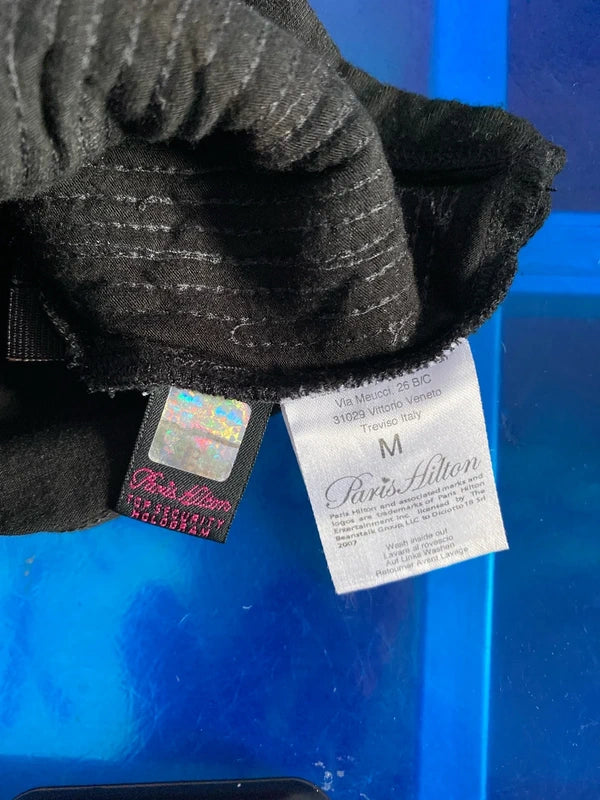 Paris Hilton
TOP SECURITY
HOLOGRAM
Via Meucci, 26 B/C
31029 Vittorio Veneto
Treviso Italy
M
Paris Hilton
Paris Hilton and associated marks and
logos are trademarks of Paris Hilton
Entertainment Inc. licensed by The
Beanstalk Group, LLC to Diciotto18 Srl
2007
Wash inside out
Lavare al rovescio
Auf Links Waschen
Retourner Avant Lavage